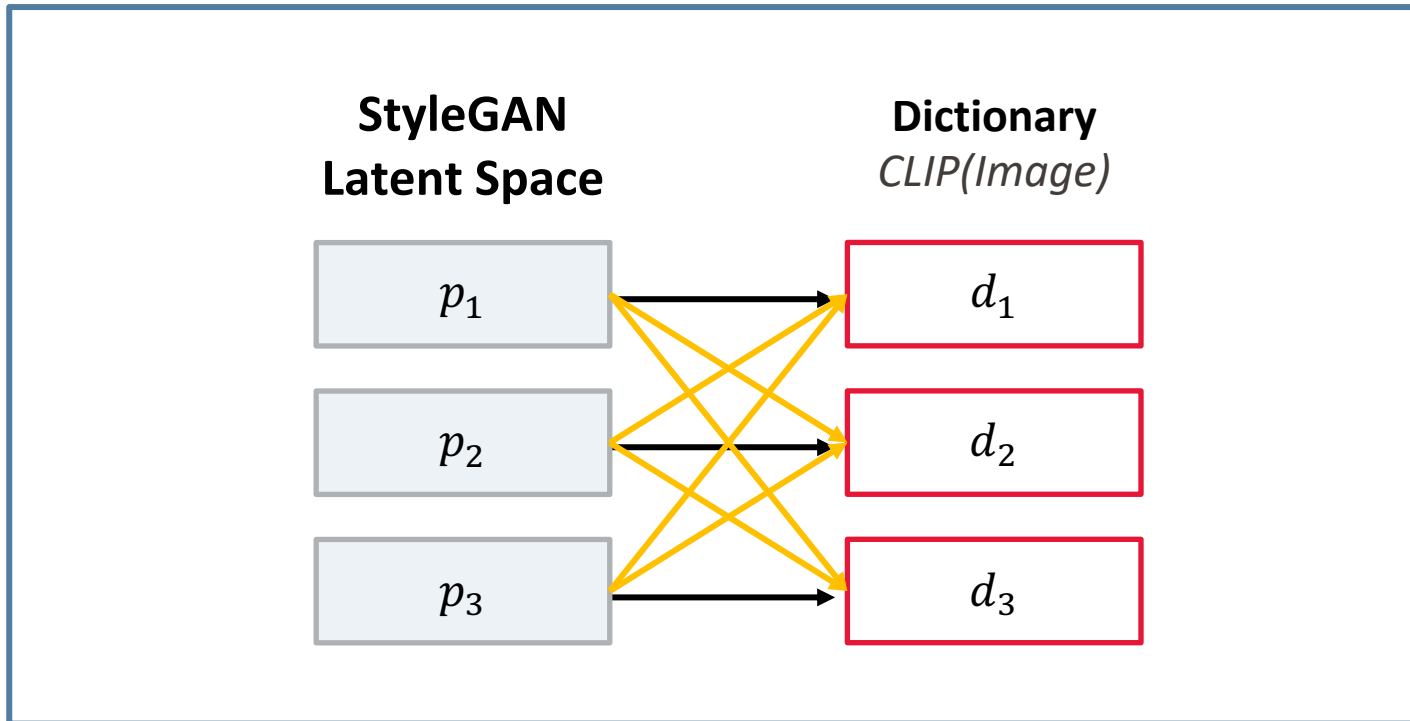 StyleGAN
Latent Space
Dictionary
CLIP(Image)
p₁
d₁
p₂
d₂
p₃
d₃